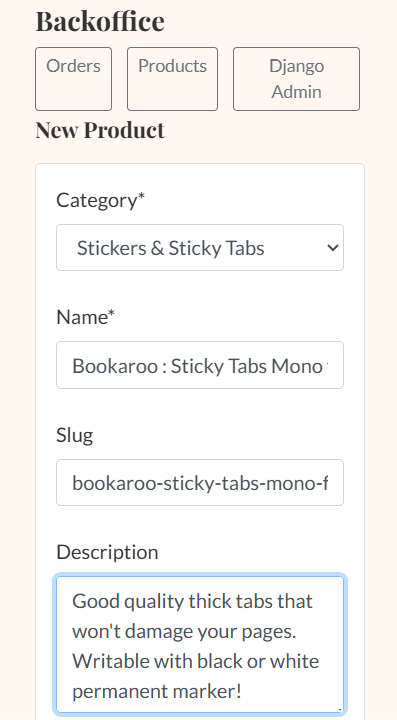 Backoffice
Orders Products Django
Admin
New Product
Category*
Stickers & Sticky Tabs
Name*
Bookaroo : Sticky Tabs Mono
Slug
bookaroo-sticky-tabs-mono-f
Description
Good quality thick tabs that
won't damage your pages.
Writable with black or white
permanent marker!